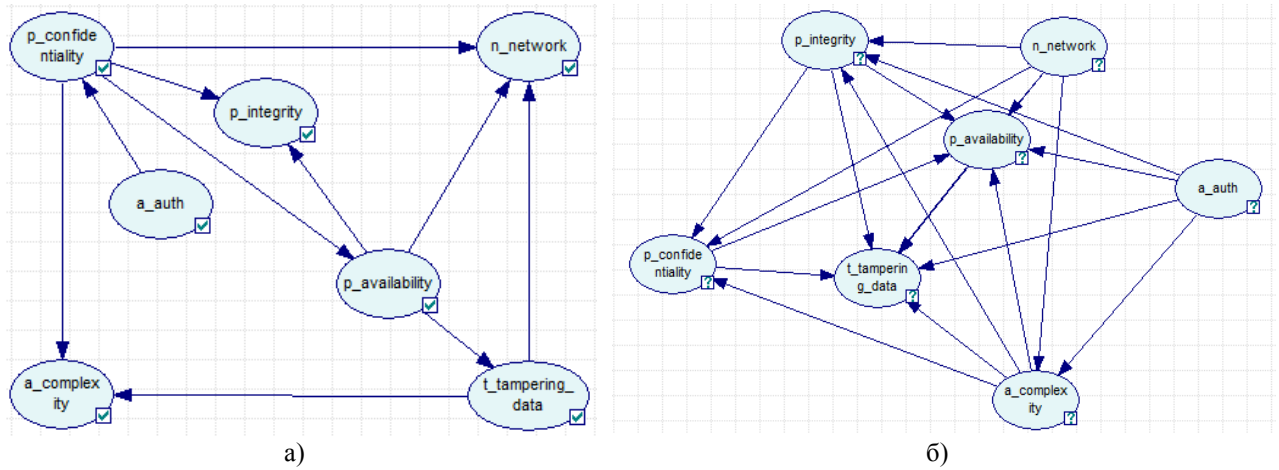 p_confide
ntiality
n_network
p_integrity
a_auth
p_availability
a_complex
ity
t_tampering_
data
а)
p_integrity
n_network
p_availability
a_auth
p_confide
ntiality
t_tamperin
g_data
a_complex
ity
б)